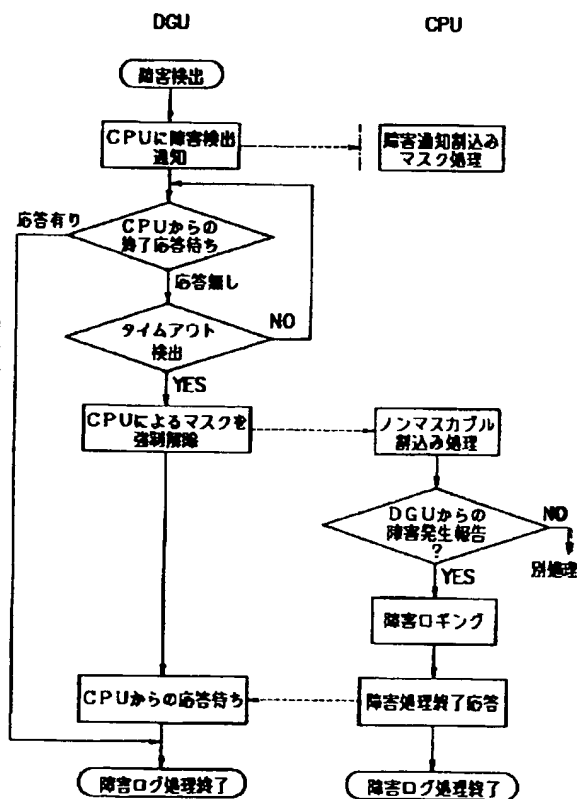 DGU
CPU
障害検出
CPUに障害検出
通知
障害通知割込み
マスク処理
応答有り
CPUからの
終了応答待ち
応答無し
タイムアウト
検出
NO
YES
CPUによるマスクを
強制解除
ノンマスカブル
割込み処理
DGUからの
障害発生報告
?
NO
別処理
YES
障害ロギング
CPUからの応答待ち
障害処理終了応答
障害ログ処理終了
障害ログ処理終了